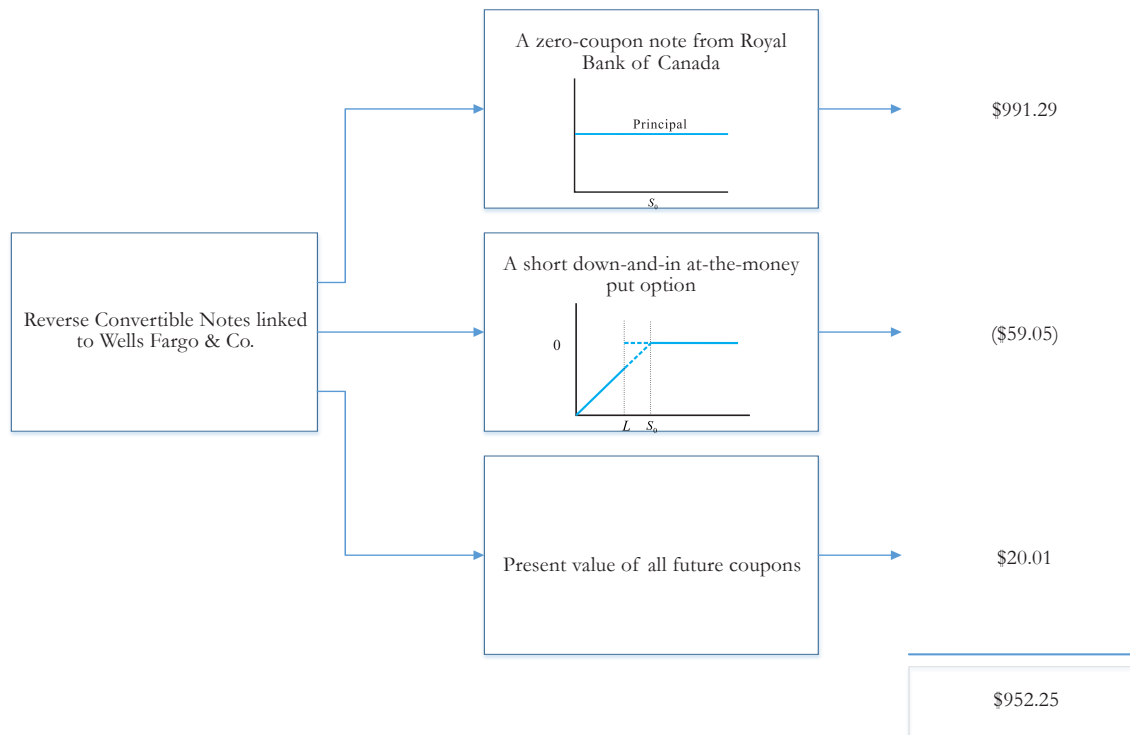 A zero-coupon note from Royal
Bank of Canada
Principal
S₀
$991.29
Reverse Convertible Notes linked
to Wells Fargo & Co.
A short down-and-in at-the-money
put option
0
L S₀
($59.05)
Present value of all future coupons
$20.01
$952.25